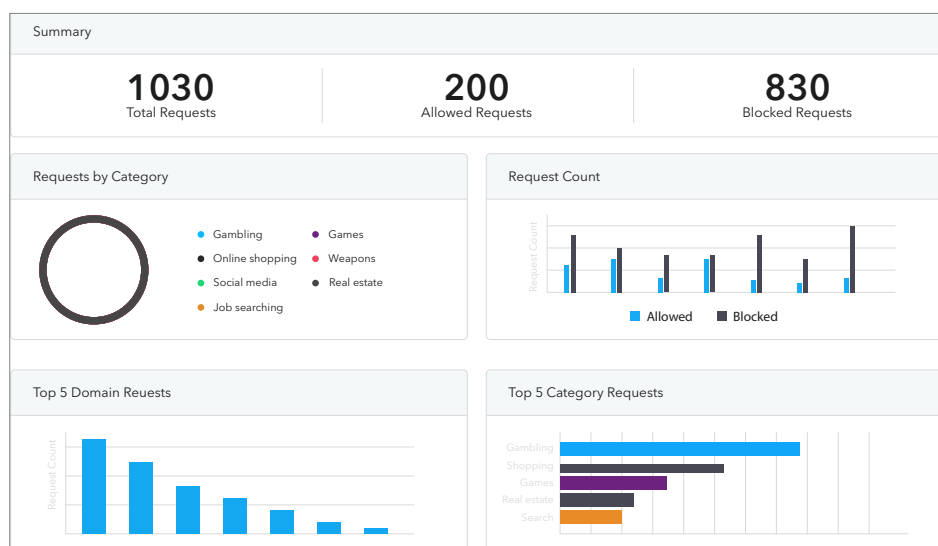 Summary
1030
Total Requests
200
Allowed Requests
830
Blocked Requests
Requests by Category
Gambling
Games
Online shopping
Weapons
Social media
Real estate
Job searching
Request Count
Request Count
Allowed
Blocked
Top 5 Domain Reuests
Request Count
Top 5 Category Requests
Gambling
Shopping
Games
Real estate
Search